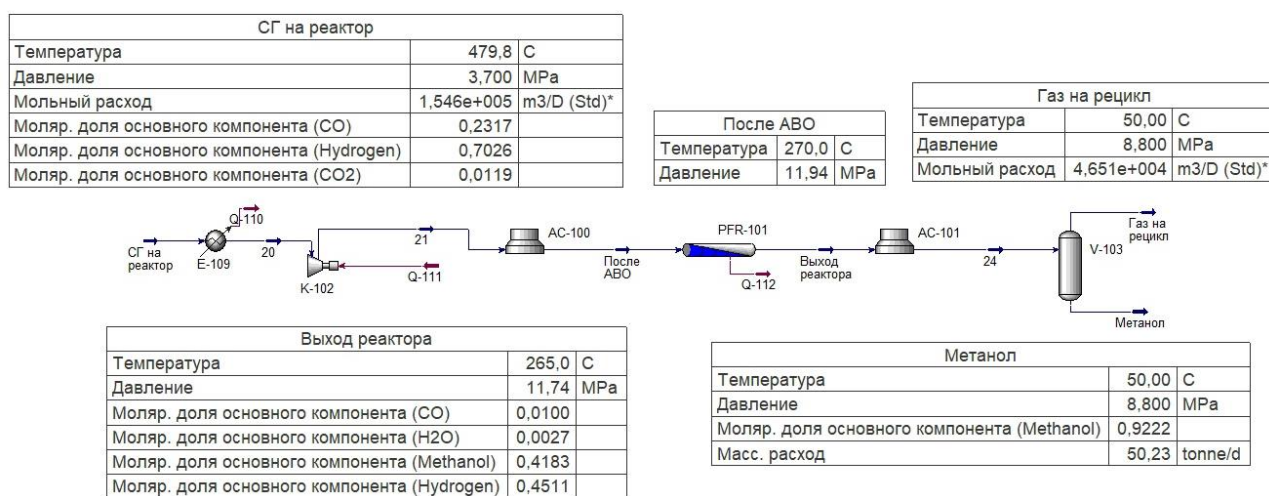 СГ на реактор
Температура 479,8 C
Давление 3,700 MPa
Мольный расход 1,546e+005 m3/D (Std)*
Моляр. доля основного компонента (CO) 0,2317
Моляр. доля основного компонента (Hydrogen) 0,7026
Моляр. доля основного компонента (CO2) 0,0119
После АВО
Температура 270,0 C
Давление 11,94 MPa
Газ на рецикл
Температура 50,00 C
Давление 8,800 MPa
Мольный расход 4,651e+004 m3/D (Std)*
СГ на
реактор
E-109
Q-110
20
K-102
21
Q-111
AC-100
После
АВО
PFR-101
Q-112
Выход
реактора
AC-101
24
Газ на
рецикл
V-103
Метанол
Выход реактора
Температура 265,0 C
Давление 11,74 MPa
Моляр. доля основного компонента (CO) 0,0100
Моляр. доля основного компонента (H2O) 0,0027
Моляр. доля основного компонента (Methanol) 0,4183
Моляр. доля основного компонента (Hydrogen) 0,4511
Метанол
Температура 50,00 C
Давление 8,800 MPa
Моляр. доля основного компонента (Methanol) 0,9222
Масс. расход 50,23 tonne/d